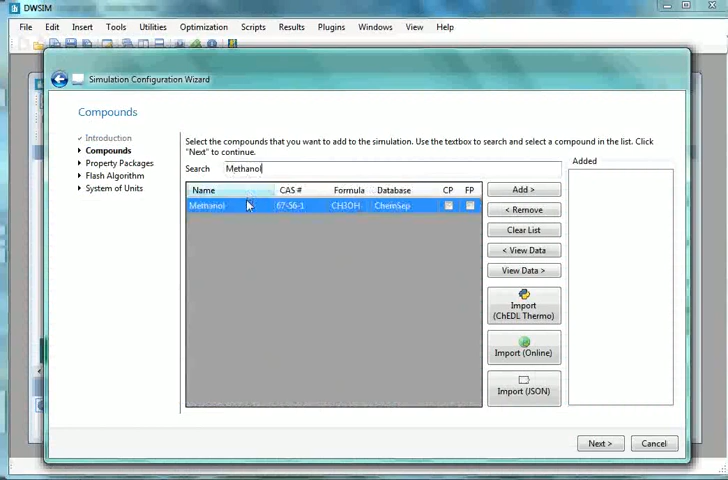 DWSIM
File Edit Insert Tools Utilities Optimization Scripts Results Plugins Windows View Help
Simulation Configuration Wizard
Compounds
Introduction
Compounds
Property Packages
Flash Algorithm
System of Units
Select the compounds that you want to add to the simulation. Use the textbox to search and select a compound in the list. Click
"Next" to continue.
Search Methanol
Name CAS # Formula Database CP FP
Methanol 67-56-1 CH3OH ChemSep
Add >
< Remove
Clear List
< View Data
View Data >
Import
(ChEDL Thermo)
Import (Online)
Import (JSON)
Added
Next >
Cancel